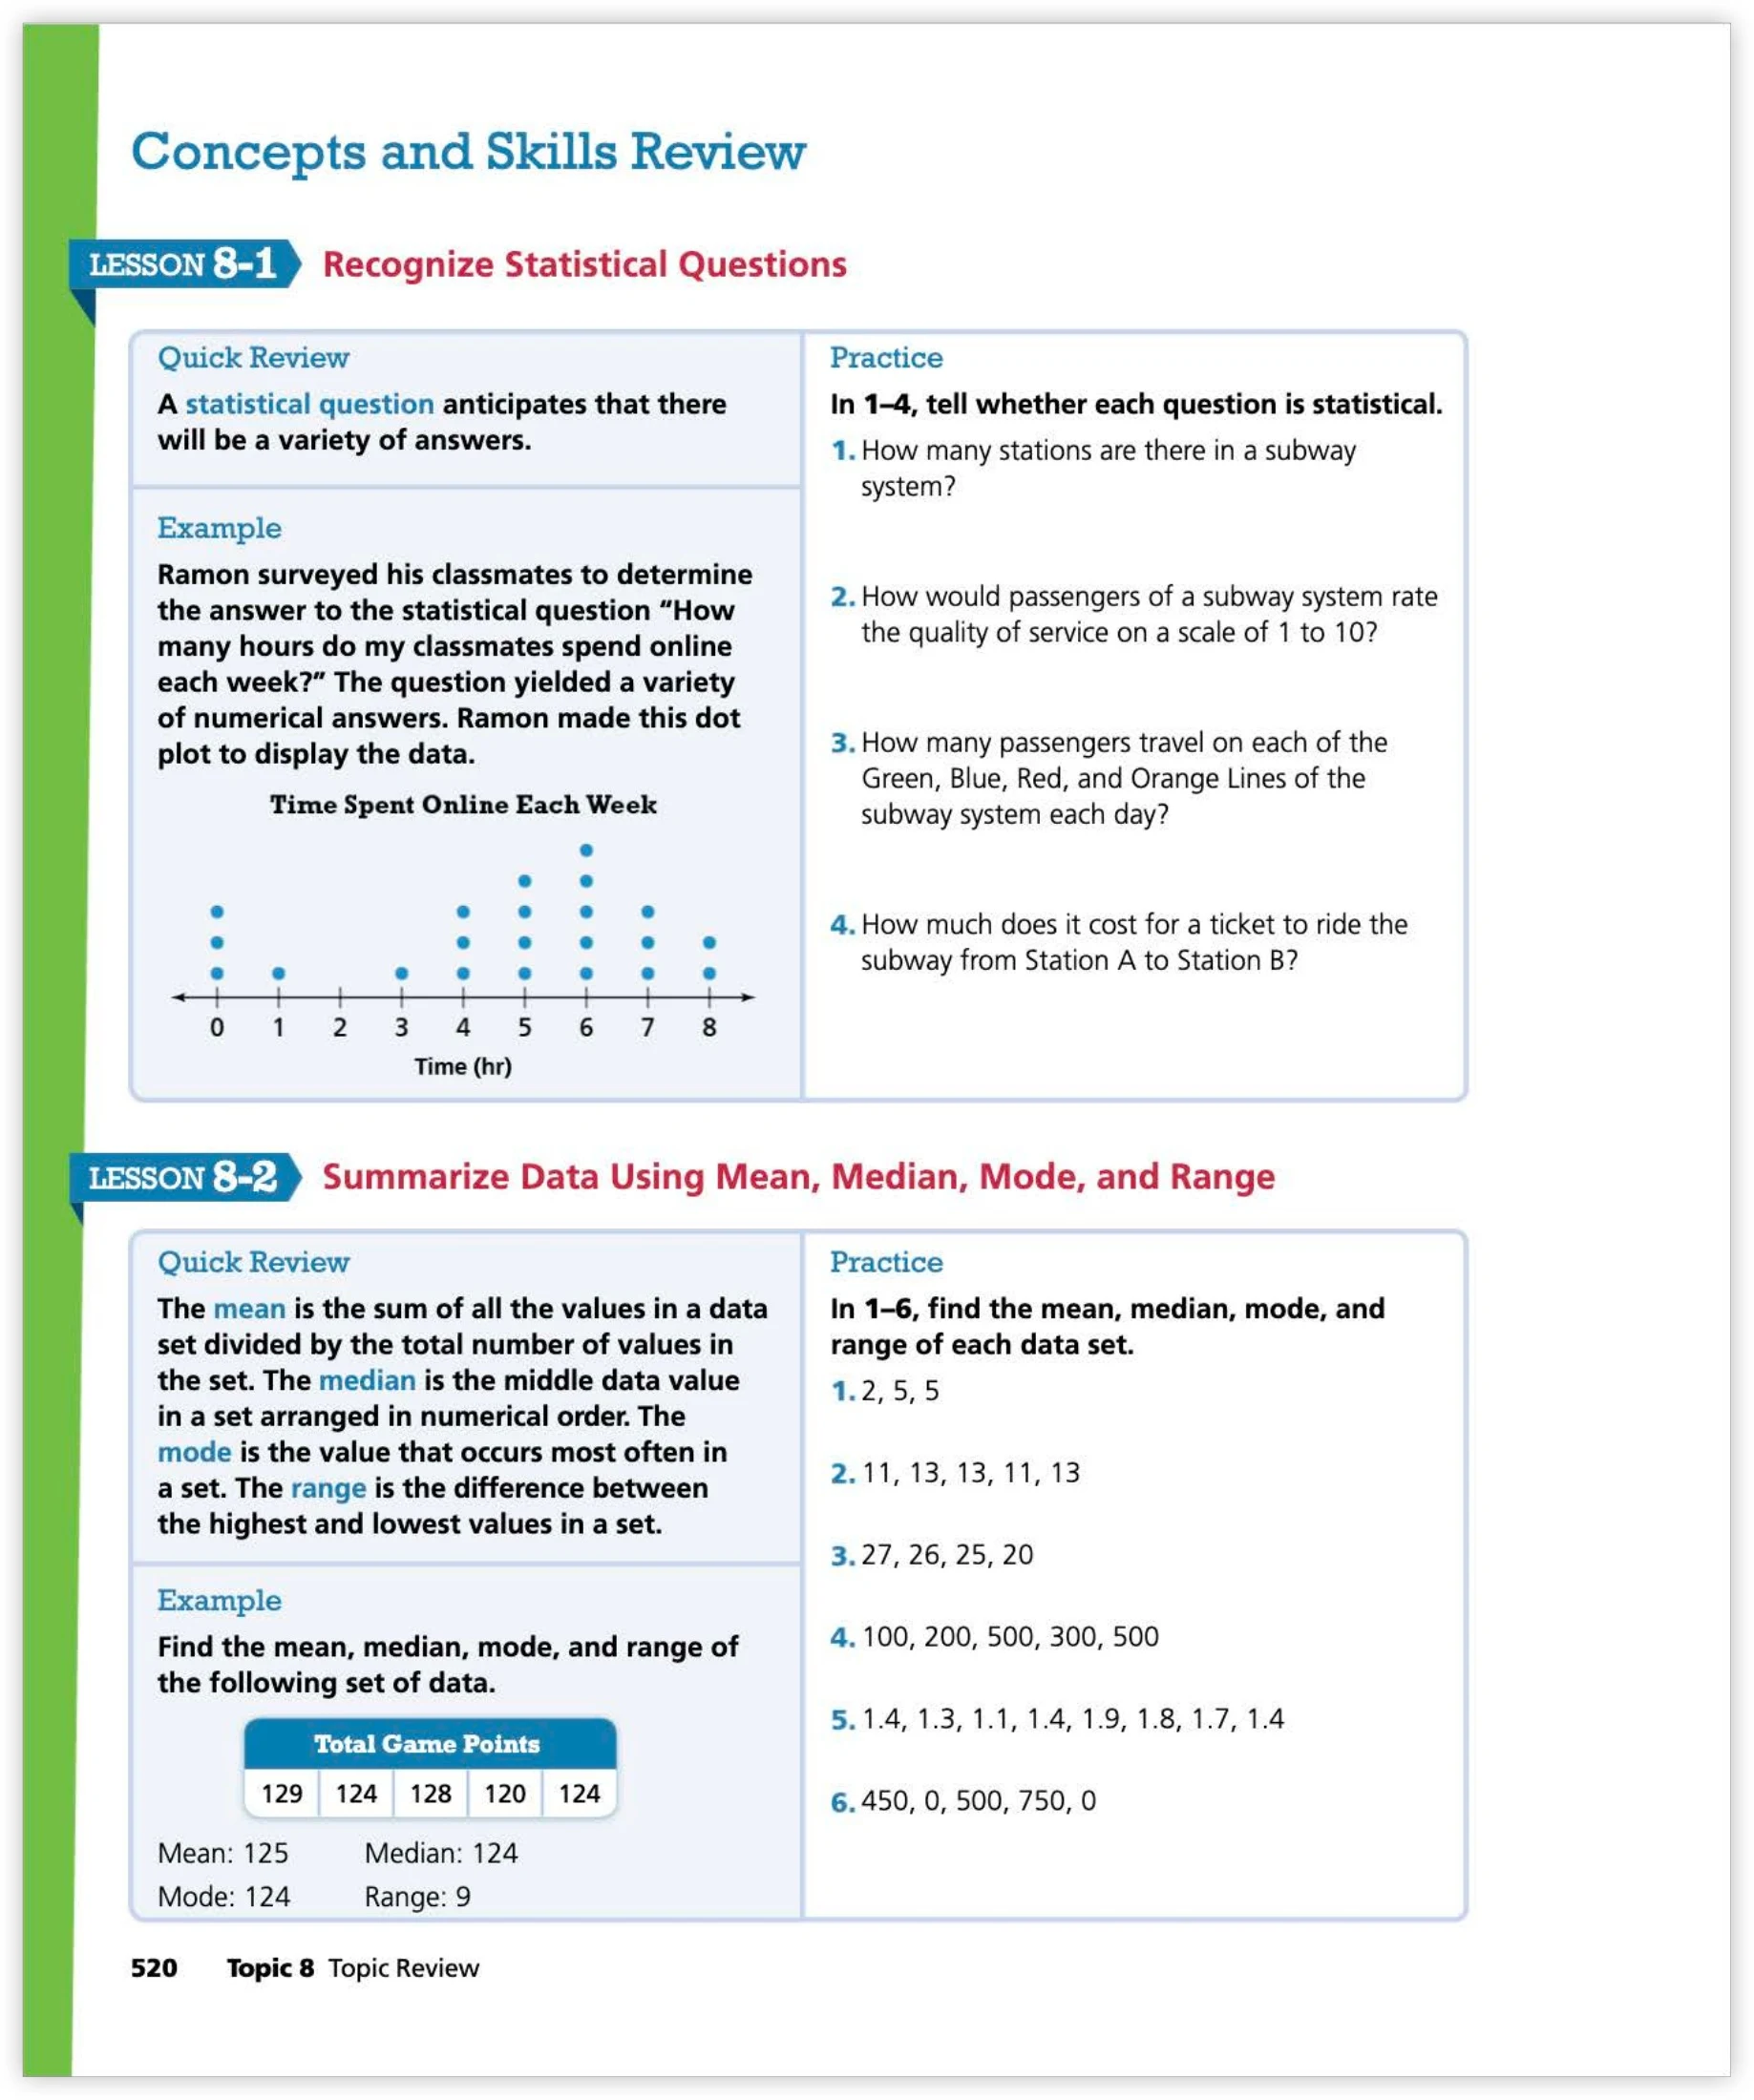 Concepts and Skills Review
LESSON 8-1 Recognize Statistical Questions
Quick Review
A statistical question anticipates that there
will be a variety of answers.
Example
Ramon surveyed his classmates to determine
the answer to the statistical question “How
many hours do my classmates spend online
each week?” The question yielded a variety
of numerical answers. Ramon made this dot
plot to display the data.
Time Spent Online Each Week
0 1 2 3 4 5 6 7 8
Time (hr)
Practice
In 1–4, tell whether each question is statistical.
1. How many stations are there in a subway
system?
2. How would passengers of a subway system rate
the quality of service on a scale of 1 to 10?
3. How many passengers travel on each of the
Green, Blue, Red, and Orange Lines of the
subway system each day?
4. How much does it cost for a ticket to ride the
subway from Station A to Station B?
LESSON 8-2 Summarize Data Using Mean, Median, Mode, and Range
Quick Review
The mean is the sum of all the values in a data
set divided by the total number of values in
the set. The median is the middle data value
in a set arranged in numerical order. The
mode is the value that occurs most often in
a set. The range is the difference between
the highest and lowest values in a set.
Example
Find the mean, median, mode, and range of
the following set of data.
Total Game Points
129 124 128 120 124
Mean: 125 Median: 124
Mode: 124 Range: 9
Practice
In 1–6, find the mean, median, mode, and
range of each data set.
1. 2, 5, 5
2. 11, 13, 13, 11, 13
3. 27, 26, 25, 20
4. 100, 200, 500, 300, 500
5. 1.4, 1.3, 1.1, 1.4, 1.9, 1.8, 1.7, 1.4
6. 450, 0, 500, 750, 0
520 Topic 8 Topic Review